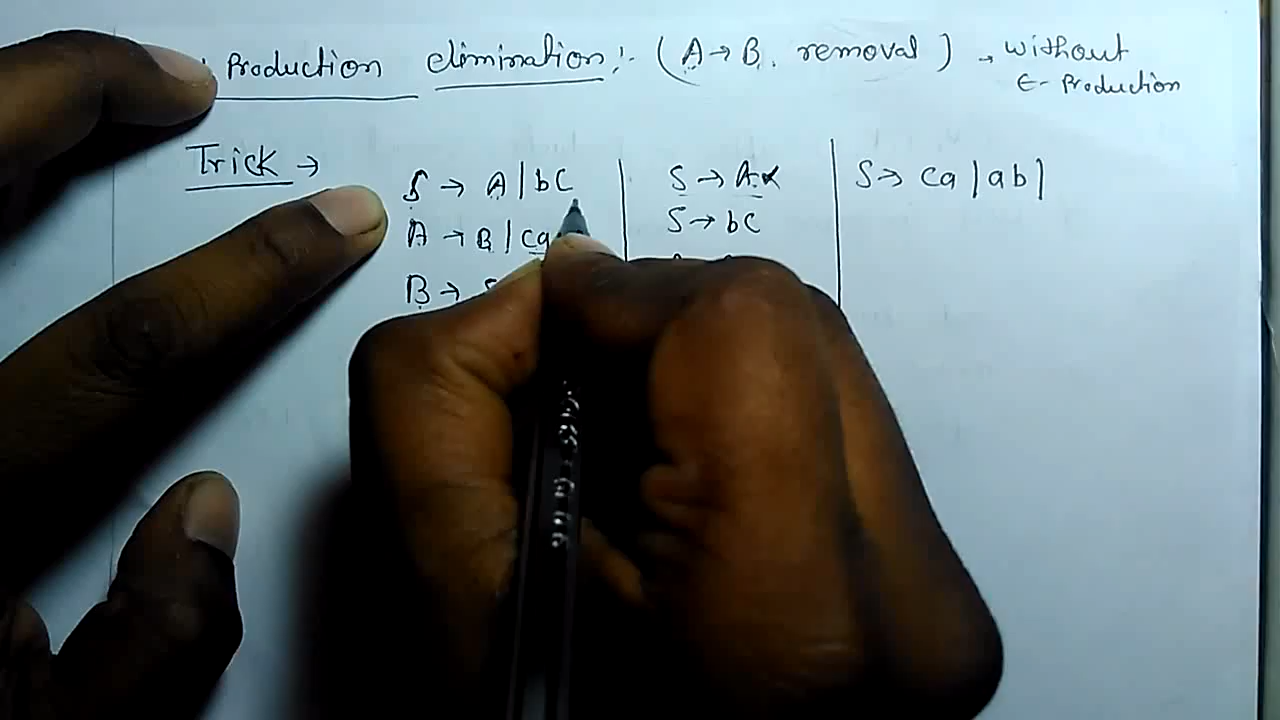 Production elimination :- ( A → B. removal ) → without
ε - Production
Trick →
S → A | bC
A → B | Ca
B →
S → A
S → bC
S → Ca | ab |